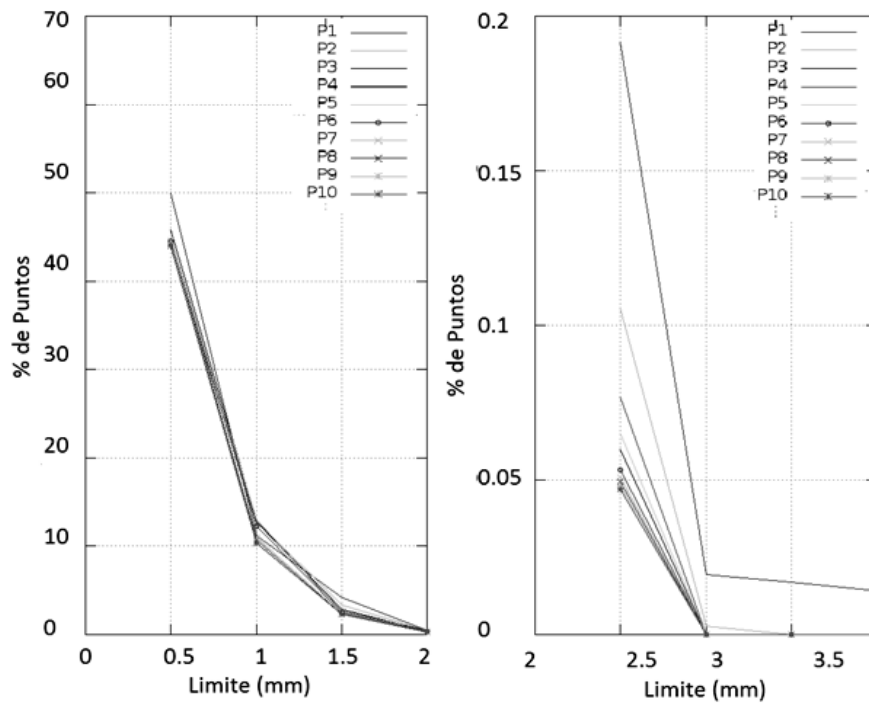 70
60
50
40
30
20
10
0
% de Puntos
P1
P2
P3
P4
P5
P6
P7
P8
P9
P10
0
0.5
1
1.5
2
Limite (mm)
0.2
0.15
0.1
0.05
0
% de Puntos
P1
P2
P3
P4
P5
P6
P7
P8
P9
P10
2
2.5
3
3.5
Limite (mm)